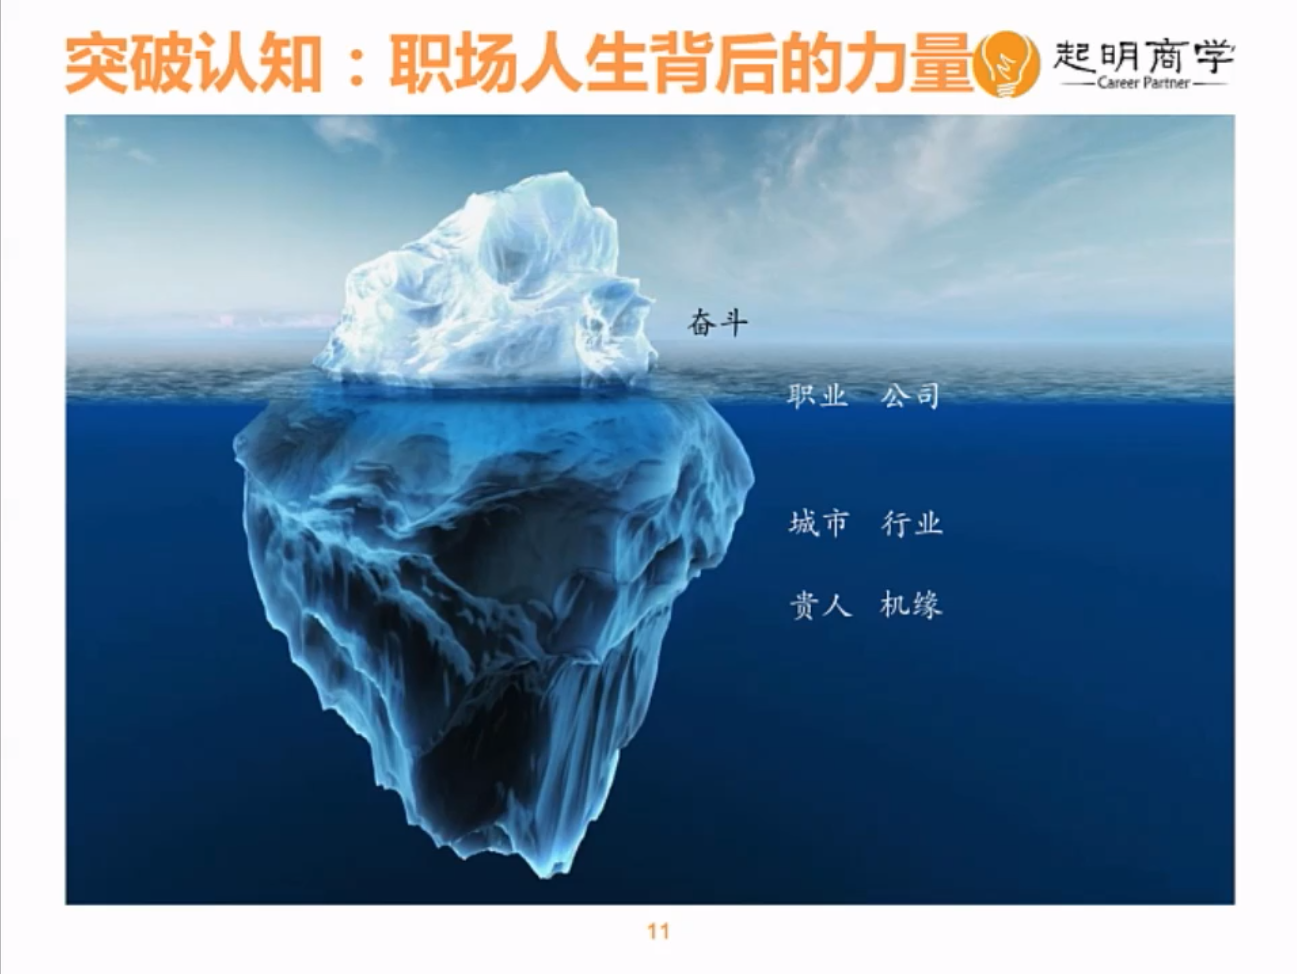 突破认知：职场人生背后的力量
起明商学
Career Partner
奋斗
职业 公司
城市 行业
贵人 机缘
11